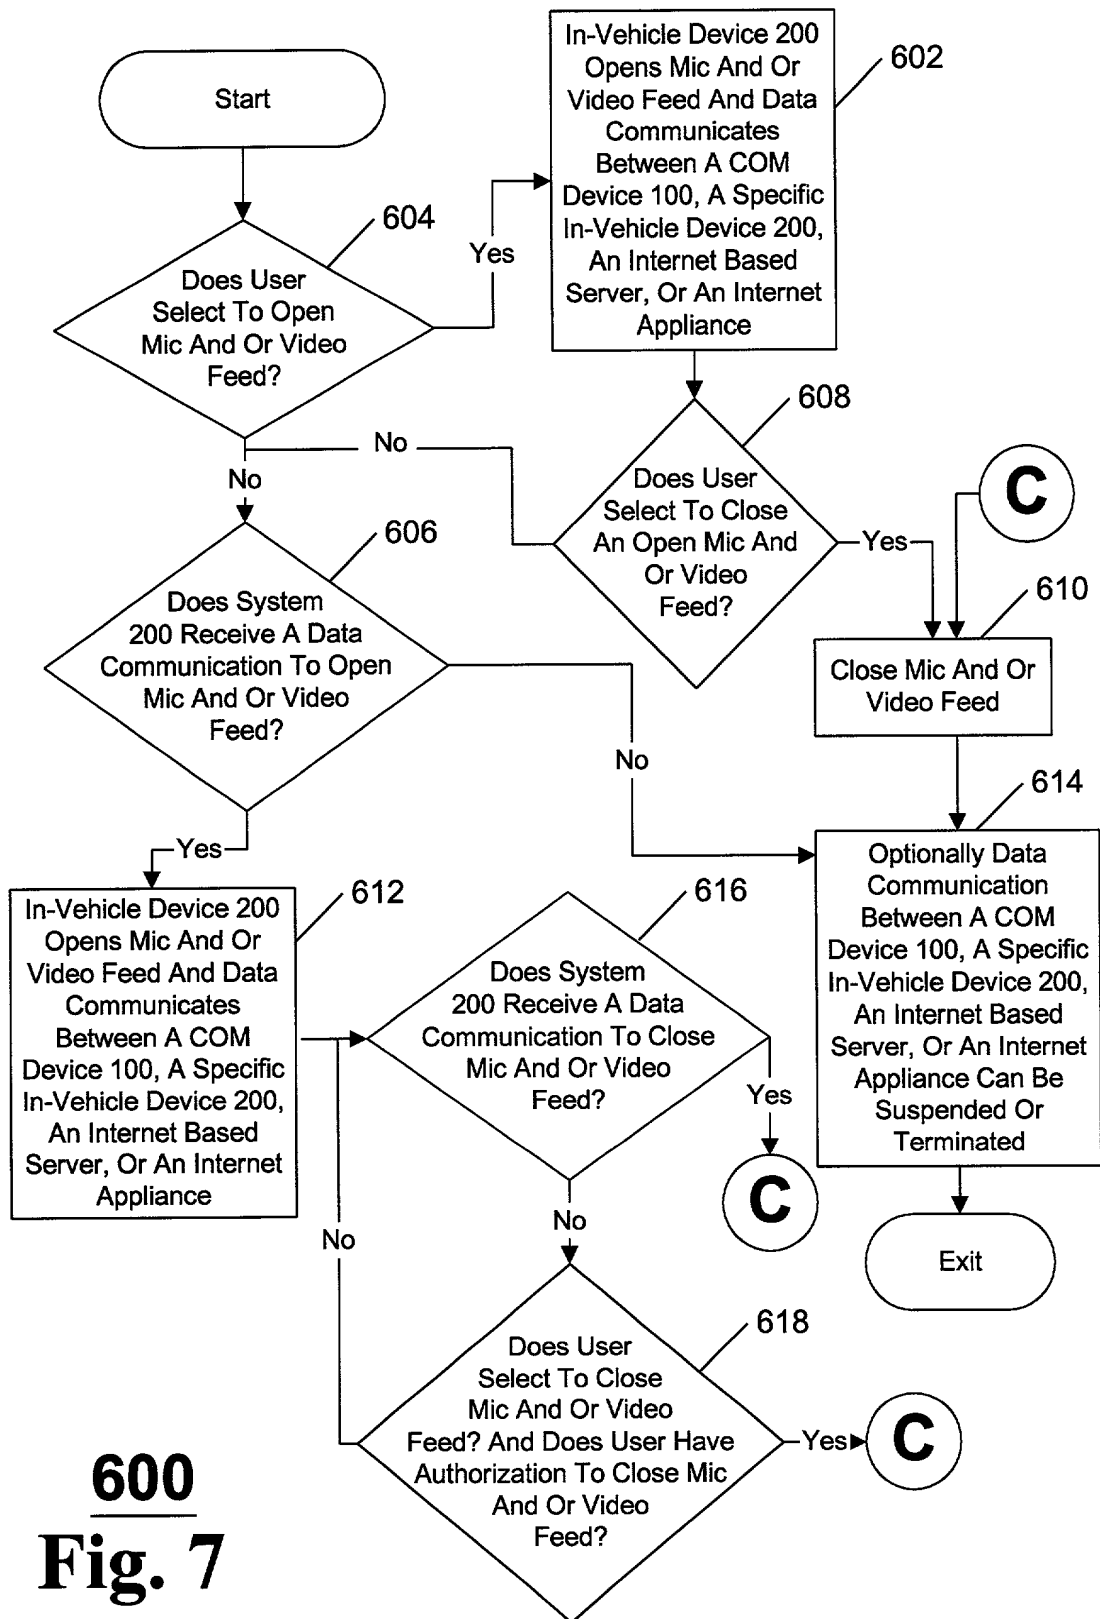 Start
604
Does User
Select To Open
Mic And Or Video
Feed?
Yes
In-Vehicle Device 200
Opens Mic And Or
Video Feed And Data
Communicates
Between A COM
Device 100, A Specific
In-Vehicle Device 200,
An Internet Based
Server, Or An Internet
Appliance
602
608
No
No
Does User
Select To Close
An Open Mic And
Or Video
Feed?
Yes
C
606
Does System
200 Receive A Data
Communication To Open
Mic And Or Video
Feed?
610
Close Mic And Or
Video Feed
No
614
Yes
Optionally Data
Communication
Between A COM
Device 100, A Specific
In-Vehicle Device 200,
An Internet Based
Server, Or An Internet
Appliance Can Be
Suspended Or
Terminated
612
In-Vehicle Device 200
Opens Mic And Or
Video Feed And Data
Communicates
Between A COM
Device 100, A Specific
In-Vehicle Device 200,
An Internet Based
Server, Or An Internet
Appliance
616
Does System
200 Receive A Data
Communication To Close
Mic And Or Video
Feed?
Yes
C
No
No
Exit
618
Does User
Select To Close
Mic And Or Video
Feed? And Does User Have
Authorization To Close Mic
And Or Video
Feed?
Yes
C
600
Fig. 7